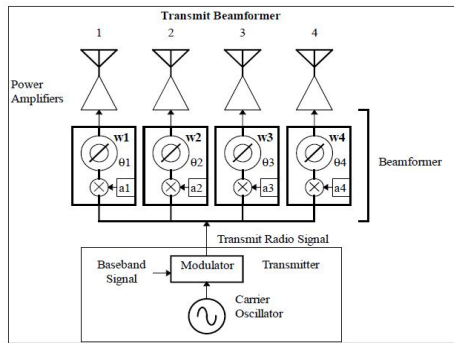 Transmit Beamformer
1 2 3 4
Power
Amplifiers
w1 w2 w3 w4
θ1 θ2 θ3 θ4
Beamformer
a1 a2 a3 a4
Transmit Radio Signal
Baseband
Signal
Modulator
Transmitter
Carrier
Oscillator